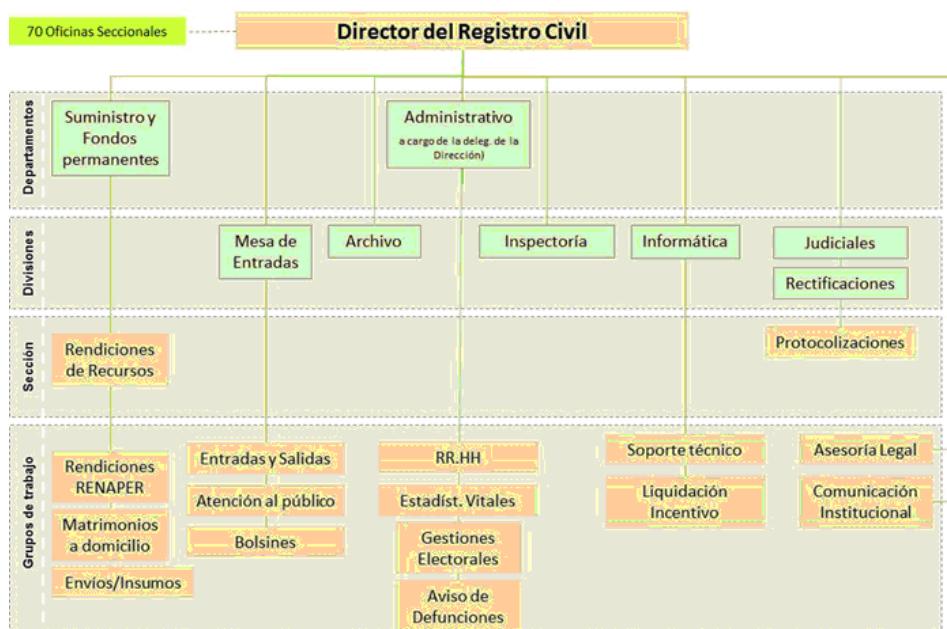 70 Oficinas Seccionales
Director del Registro Civil
Departamentos
Suministro y
Fondos
permanentes
Administrativo
a cargo de la deleg. de la
Dirección)
Divisiones
Mesa de
Entradas
Archivo
Inspectoría
Informática
Judiciales
Rectificaciones
Sección
Rendiciones
de Recursos
Protocolizaciones
Grupos de trabajo
Rendiciones
RENAPER
Matrimonios
a domicilio
Envíos/Insumos
Entradas y Salidas
Atención al público
Bolsines
RR.HH
Estadíst. Vitales
Gestiones
Electorales
Aviso de
Defunciones
Soporte técnico
Liquidación
Incentivo
Asesoría Legal
Comunicación
Institucional